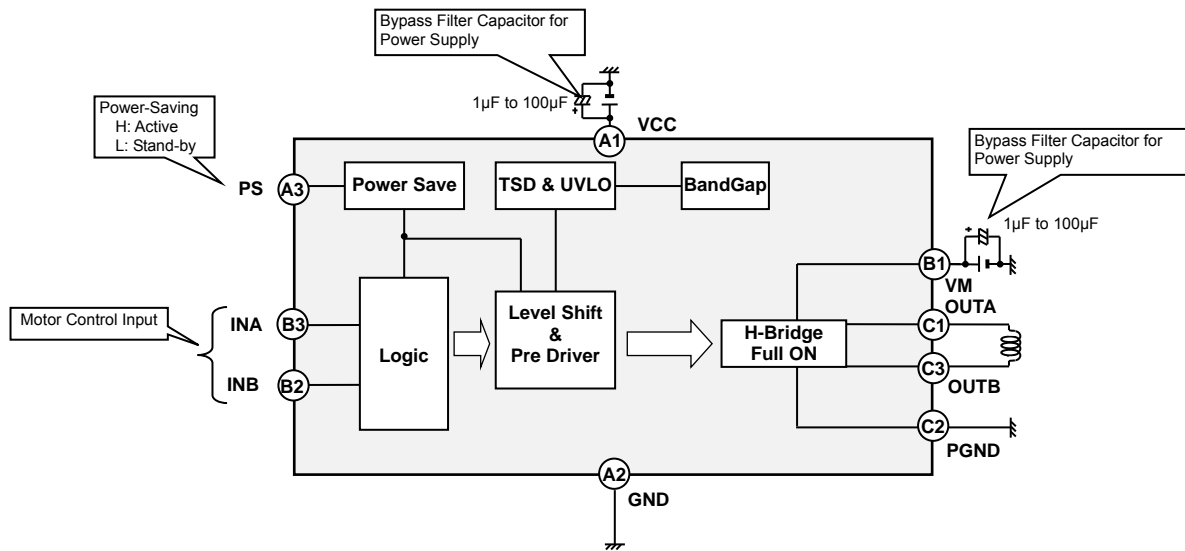 Bypass Filter Capacitor for
Power Supply
1µF to 100µF
+
VCC
A1
Power-Saving
H: Active
L: Stand-by
PS
A3
Power Save
TSD & UVLO
BandGap
Bypass Filter Capacitor for
Power Supply
+
1µF to 100µF
B1
VM
Motor Control Input
INA
B3
INB
B2
Logic
Level Shift
&
Pre Driver
H-Bridge
Full ON
OUTA
C1
C3
OUTB
C2
PGND
A2
GND